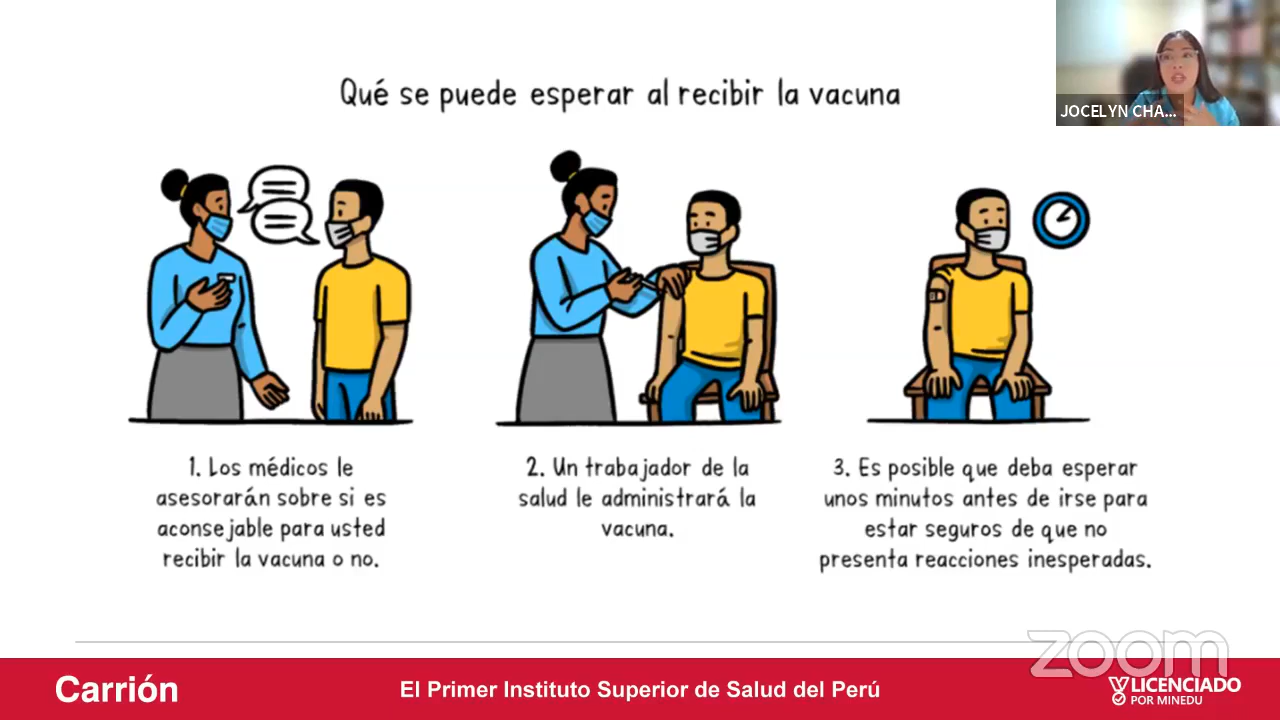 JOCELYN CHA...
Qué se puede esperar al recibir la vacuna
1. Los médicos le
asesorarán sobre si es
aconsejable para usted
recibir la vacuna o no.
2. Un trabajador de la
salud le administrará la
vacuna.
3. Es posible que deba esperar
unos minutos antes de irse para
estar seguros de que no
presenta reacciones inesperadas.
zoom
Carrión
El Primer Instituto Superior de Salud del Perú
LICENCIADO
POR MINEDU